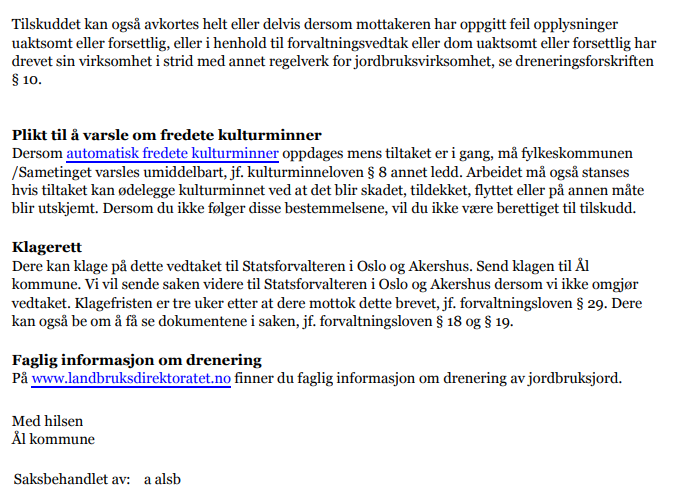 Tilskuddet kan også avkortes helt eller delvis dersom mottakeren har oppgitt feil opplysninger
uaktsomt eller forsettlig, eller i henhold til forvaltningsvedtak eller dom uaktsomt eller forsettlig har
drevet sin virksomhet i strid med annet regelverk for jordbruksvirksomhet, se dreneringsforskriften
§ 10.
Plikt til å varsle om fredete kulturminner
Dersom automatisk fredete kulturminner oppdages mens tiltaket er i gang, må fylkeskommunen
/Sametinget varsles umiddelbart, jf. kulturminneloven § 8 annet ledd. Arbeidet må også stanses
hvis tiltaket kan ødelegge kulturminnet ved at det blir skadet, tildekket, flyttet eller på annen måte
blir utskjemt. Dersom du ikke følger disse bestemmelsene, vil du ikke være berettiget til tilskudd.
Klagerett
Dere kan klage på dette vedtaket til Statsforvalteren i Oslo og Akershus. Send klagen til Ål
kommune. Vi vil sende saken videre til Statsforvalteren i Oslo og Akershus dersom vi ikke omgjør
vedtaket. Klagefristen er tre uker etter at dere mottok dette brevet, jf. forvaltningsloven § 29. Dere
kan også be om å få se dokumentene i saken, jf. forvaltningsloven § 18 og § 19.
Faglig informasjon om drenering
På www.landbruksdirektoratet.no finner du faglig informasjon om drenering av jordbruksjord.
Med hilsen
Ål kommune
Saksbehandlet av: a alsb